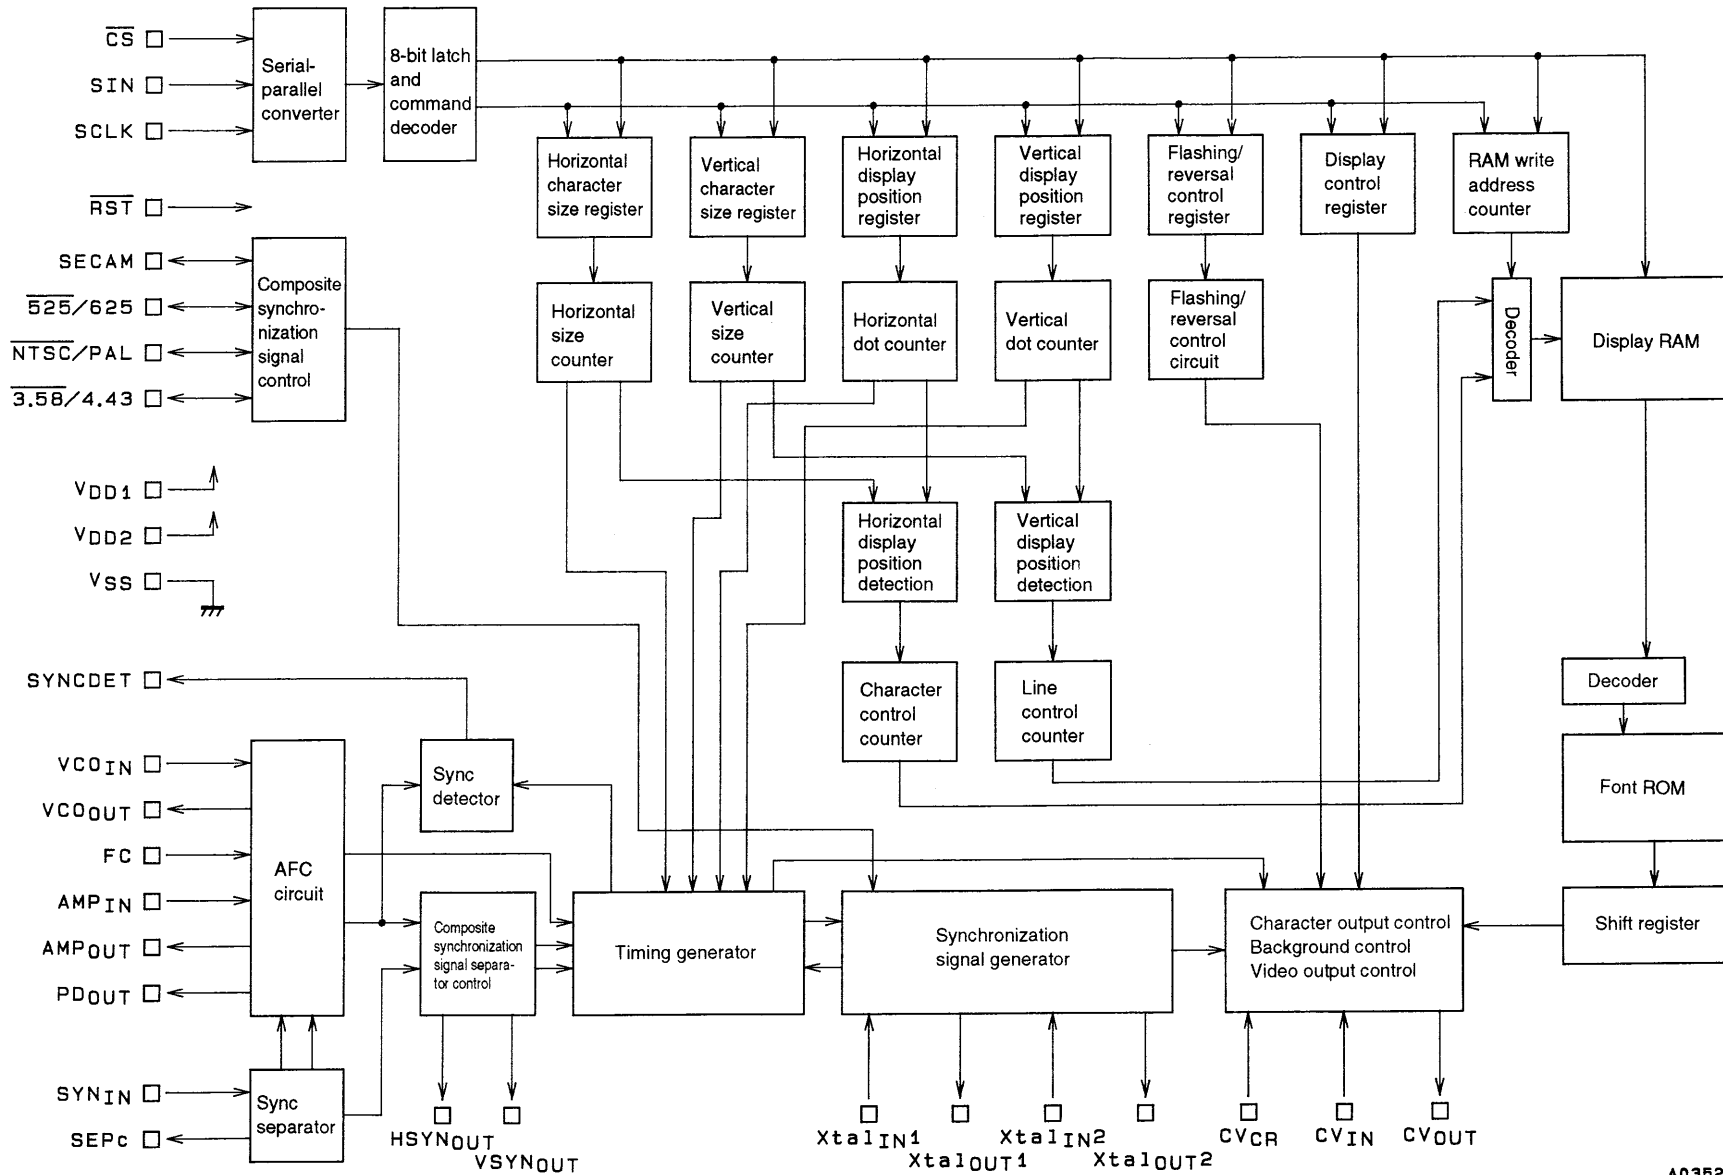 C̅S̅
SIN
SCLK
Serial-
parallel
converter
8-bit latch
and
command
decoder
R̅S̅T̅
SECAM
5̅2̅5̅/625
N̅T̅S̅C̅/PAL
3̅.̅5̅8̅/4.43
Composite
synchro-
nization
signal
control
Horizontal
character
size register
Vertical
character
size register
Horizontal
display
position
register
Vertical
display
position
register
Flashing/
reversal
control
register
Display
control
register
RAM write
address
counter
Horizontal
size
counter
Vertical
size
counter
Horizontal
dot counter
Vertical
dot counter
Flashing/
reversal
control
circuit
Decoder
Display RAM
VDD1
VDD2
VSS
Horizontal
display
position
detection
Vertical
display
position
detection
Character
control
counter
Line
control
counter
Decoder
Font ROM
Shift register
SYNCDET
VCOIN
VCOOUT
FC
AMPIN
AMPOUT
PDOUT
AFC
circuit
Sync
detector
Composite
synchronization
signal separa-
tor control
Timing generator
Synchronization
signal generator
Character output control
Background control
Video output control
SYNIN
SEPC
Sync
separator
HSYNOUT
VSYNOUT
XtalIN1
XtalOUT1
XtalIN2
XtalOUT2
CVCR
CVIN
CVOUT
A0352